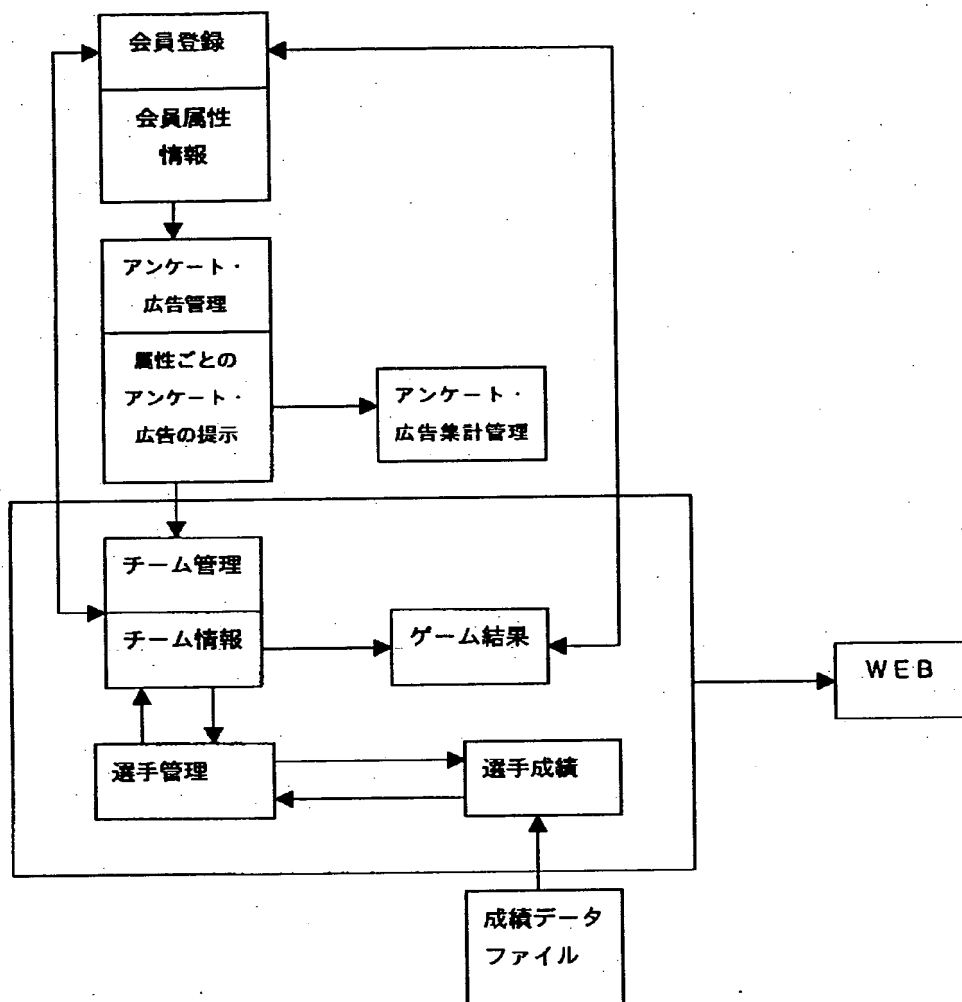 会員登録
会員属性
情報
アンケート・
広告管理
属性ごとの
アンケート・
広告の提示
アンケート・
広告集計管理
チーム管理
チーム情報
ゲーム結果
WEB
選手管理
選手成績
成績データ
ファイル